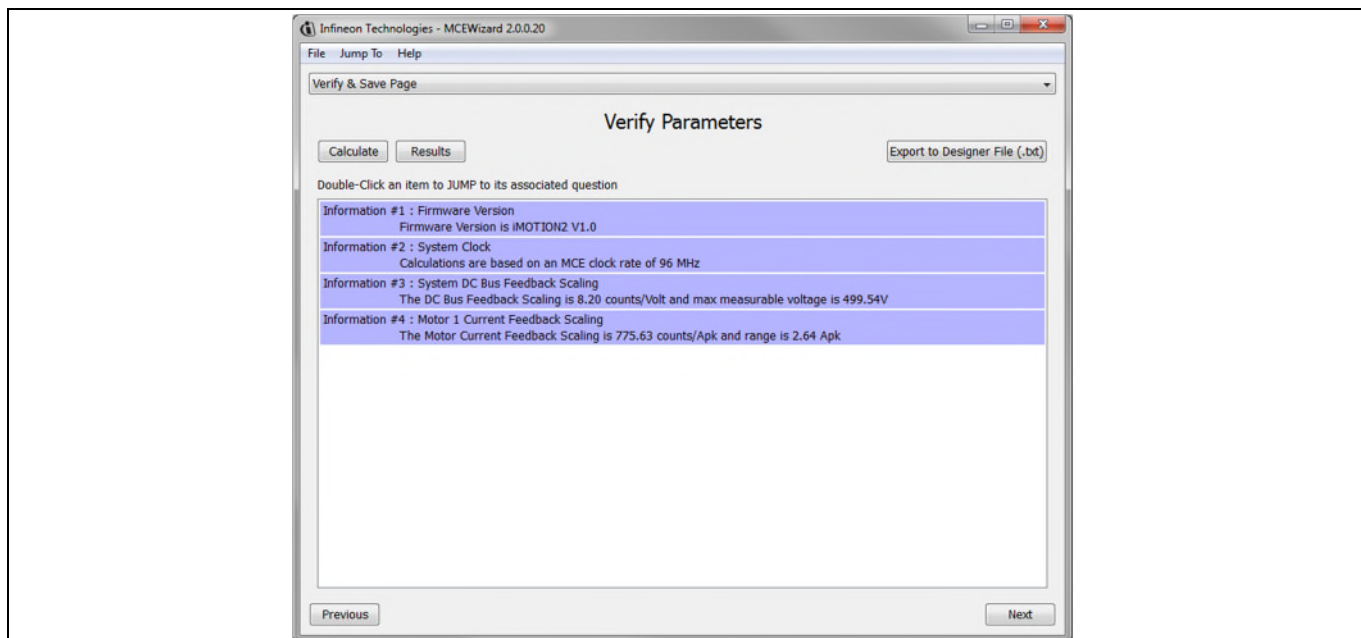 Infineon Technologies - MCEWizard 2.0.0.20
File Jump To Help
Verify & Save Page
Verify Parameters
Calculate Results Export to Designer File (.txt)
Double-Click an item to JUMP to its associated question
Information #1 : Firmware Version
Firmware Version is iMOTION2 V1.0
Information #2 : System Clock
Calculations are based on an MCE clock rate of 96 MHz
Information #3 : System DC Bus Feedback Scaling
The DC Bus Feedback Scaling is 8.20 counts/Volt and max measurable voltage is 499.54V
Information #4 : Motor 1 Current Feedback Scaling
The Motor Current Feedback Scaling is 775.63 counts/Apk and range is 2.64 Apk
Previous Next